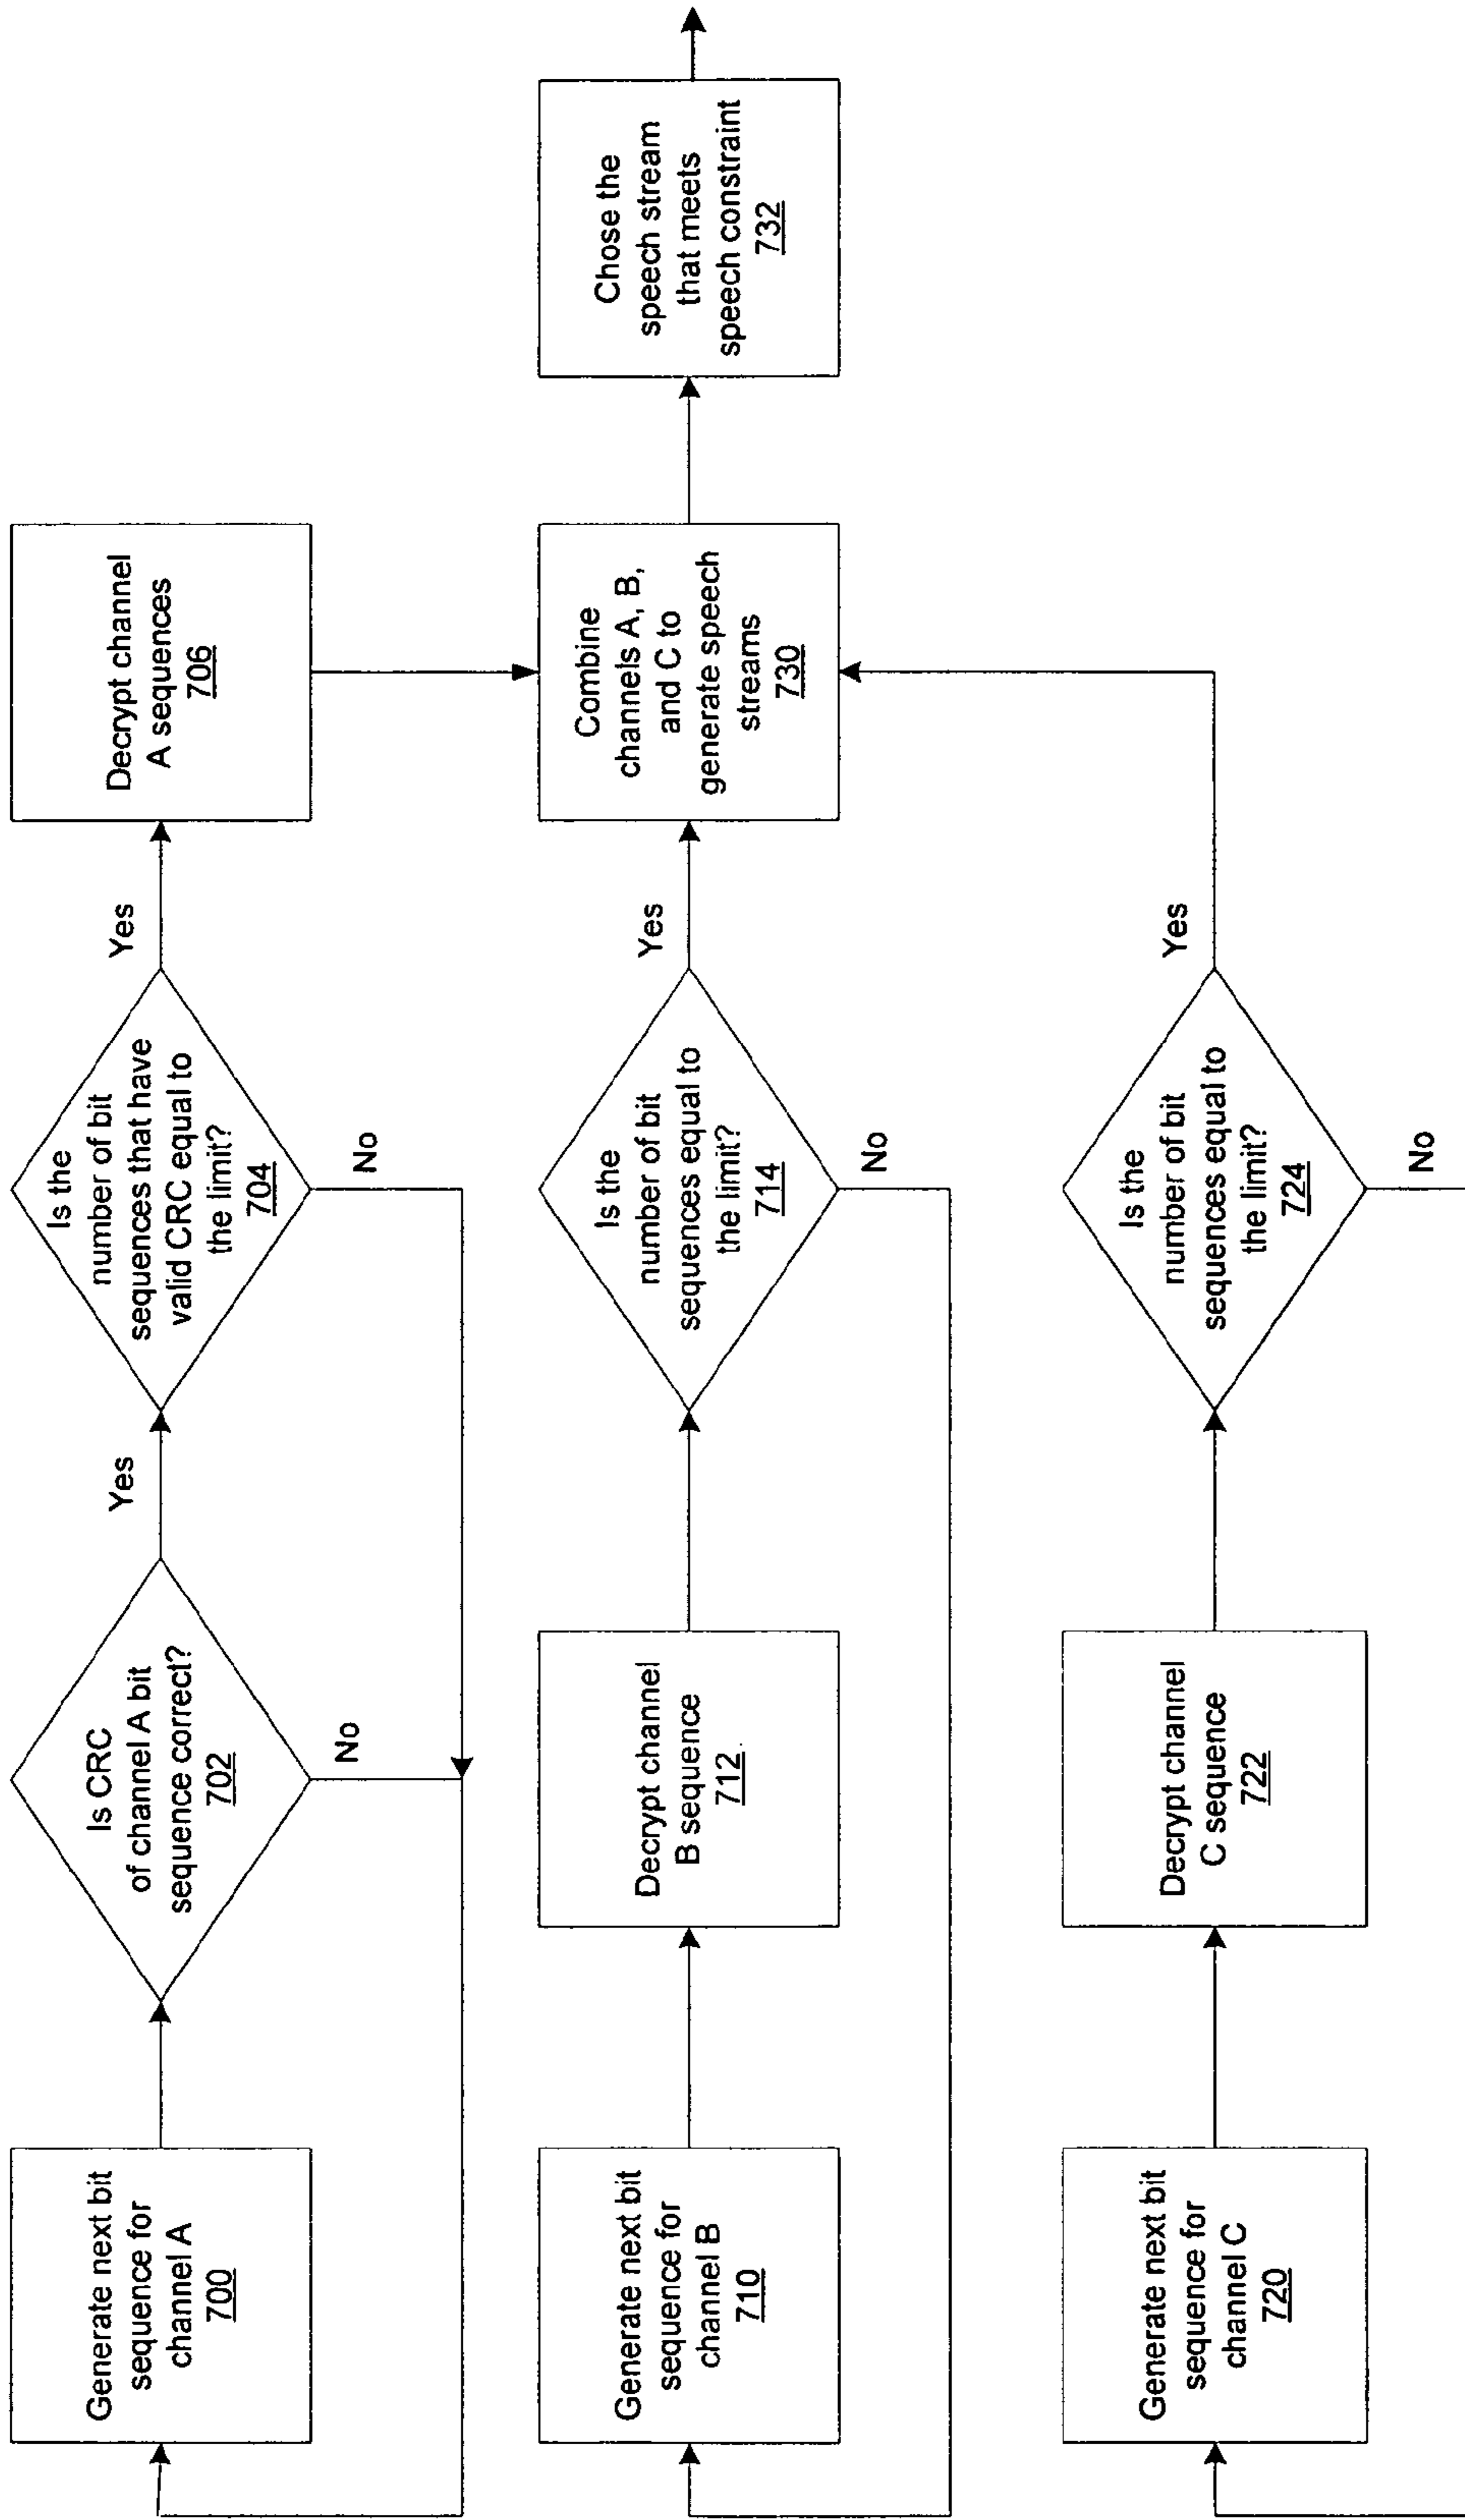 Generate next bit
sequence for
channel A
700
Is CRC
of channel A bit
sequence correct?
702
Yes
No
Is the
number of bit
sequences that have
valid CRC equal to
the limit?
704
Yes
No
Decrypt channel
A sequences
706
Generate next bit
sequence for
channel B
710
Decrypt channel
B sequence
712
Is the
number of bit
sequences equal to
the limit?
714
Yes
No
Combine
channels A, B,
and C to
generate speech
streams
730
Chose the
speech stream
that meets
speech constraint
732
Generate next bit
sequence for
channel C
720
Decrypt channel
C sequence
722
Is the
number of bit
sequences equal to
the limit?
724
Yes
No